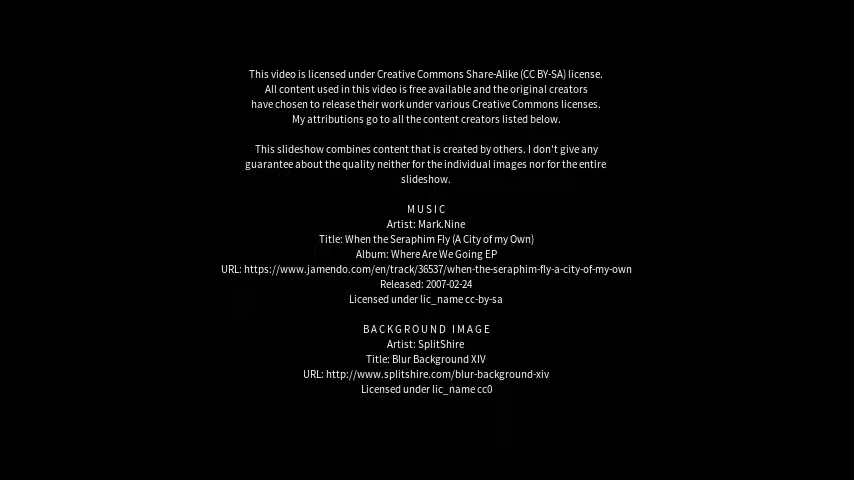 This video is licensed under Creative Commons Share-Alike (CC BY-SA) license.
All content used in this video is free available and the original creators
have chosen to release their work under various Creative Commons licenses.
My attributions go to all the content creators listed below.
This slideshow combines content that is created by others. I don't give any
guarantee about the quality neither for the individual images nor for the entire
slideshow.
MUSIC
Artist: Mark.Nine
Title: When the Seraphim Fly (A City of my Own)
Album: Where Are We Going EP
URL: https://www.jamendo.com/en/track/36537/when-the-seraphim-fly-a-city-of-my-own
Released: 2007-02-24
Licensed under lic_name cc-by-sa
BACKGROUND IMAGE
Artist: SplitShire
Title: Blur Background XIV
URL: http://www.splitshire.com/blur-background-xiv
Licensed under lic_name cc0